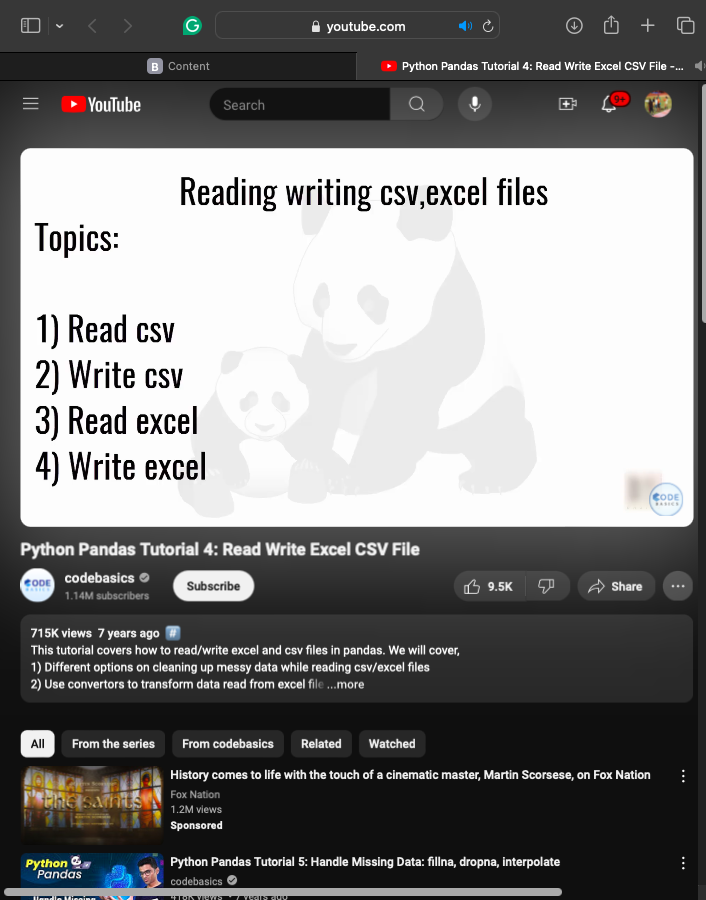 youtube.com
B Content
Python Pandas Tutorial 4: Read Write Excel CSV File -...
YouTube
Search
9+
Reading writing csv,excel files
Topics:
1) Read csv
2) Write csv
3) Read excel
4) Write excel
CODE
BASICS
Python Pandas Tutorial 4: Read Write Excel CSV File
CODE
BASICS
codebasics
1.14M subscribers
Subscribe
9.5K
Share
715K views 7 years ago #
This tutorial covers how to read/write excel and csv files in pandas. We will cover,
1) Different options on cleaning up messy data while reading csv/excel files
2) Use convertors to transform data read from excel file ...more
All
From the series
From codebasics
Related
Watched
the saints
History comes to life with the touch of a cinematic master, Martin Scorsese, on Fox Nation
Fox Nation
1.2M views
Sponsored
Python
Pandas
Handle Missing
Python Pandas Tutorial 5: Handle Missing Data: fillna, dropna, interpolate
codebasics
418K views • 7 years ago